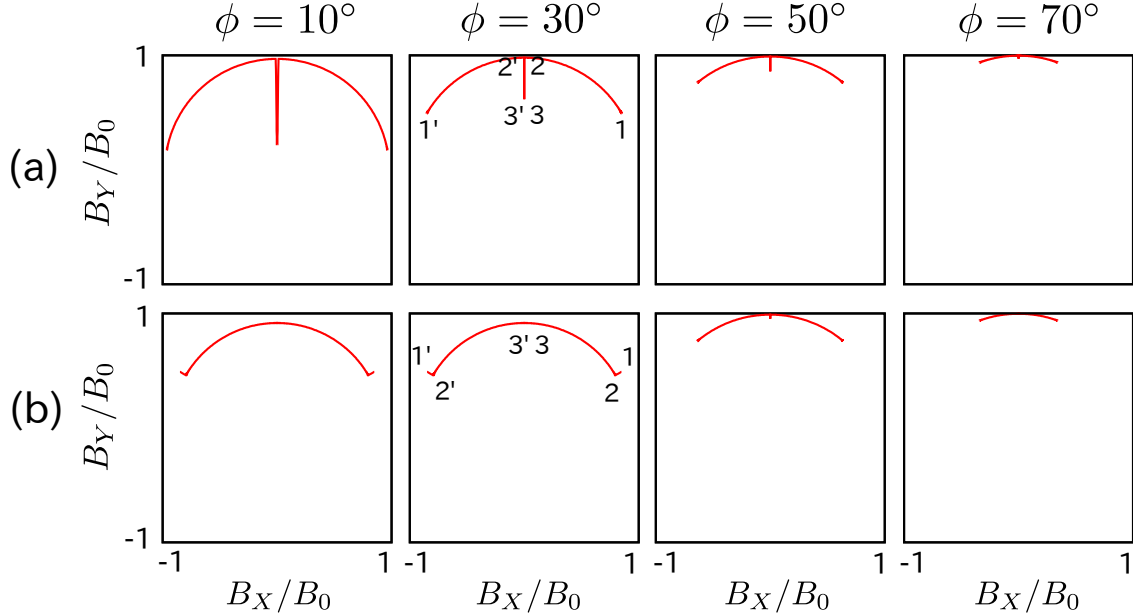 ϕ = 10° ϕ = 30° ϕ = 50° ϕ = 70°
(a)
B_Y/B_0
1
-1
2' 2
1' 3' 3 1
(b)
B_Y/B_0
1
-1
1' 3' 3 1
2' 2
-1 1 -1 1 -1 1 -1 1
B_X/B_0 B_X/B_0 B_X/B_0 B_X/B_0